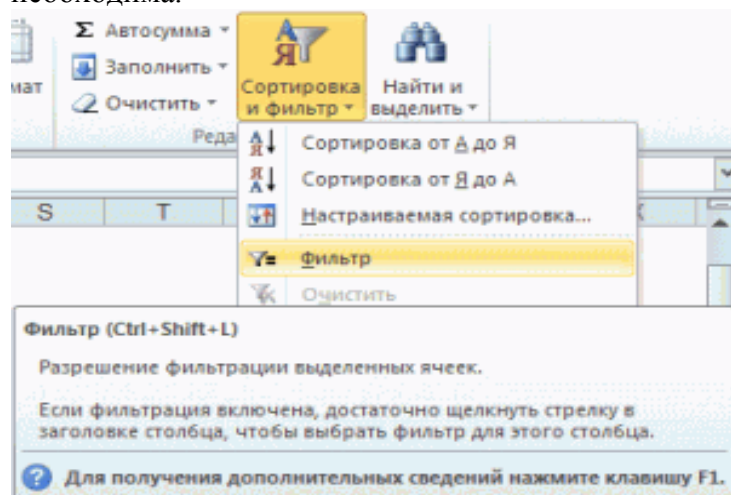 необходима.
Σ Автосумма
Заполнить
мат
Сортировка Найти и
Очистить
и фильтр выделить
Реда
Сортировка от А до Я
Сортировка от Я до А
S T
Настраиваемая сортировка...
Фильтр
Очистить
Фильтр (Ctrl+Shift+L)
Разрешение фильтрации выделенных ячеек.
Если фильтрация включена, достаточно щелкнуть стрелку в
заголовке столбца, чтобы выбрать фильтр для этого столбца.
Для получения дополнительных сведений нажмите клавишу F1.